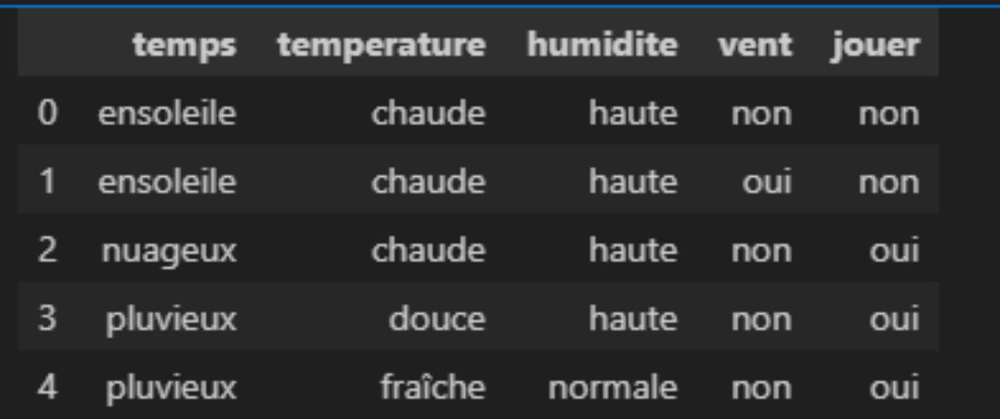 temps temperature humidite vent jouer
0 ensoleile chaude haute non non
1 ensoleile chaude haute oui non
2 nuageux chaude haute non oui
3 pluvieux douce haute non oui
4 pluvieux fraîche normale non oui